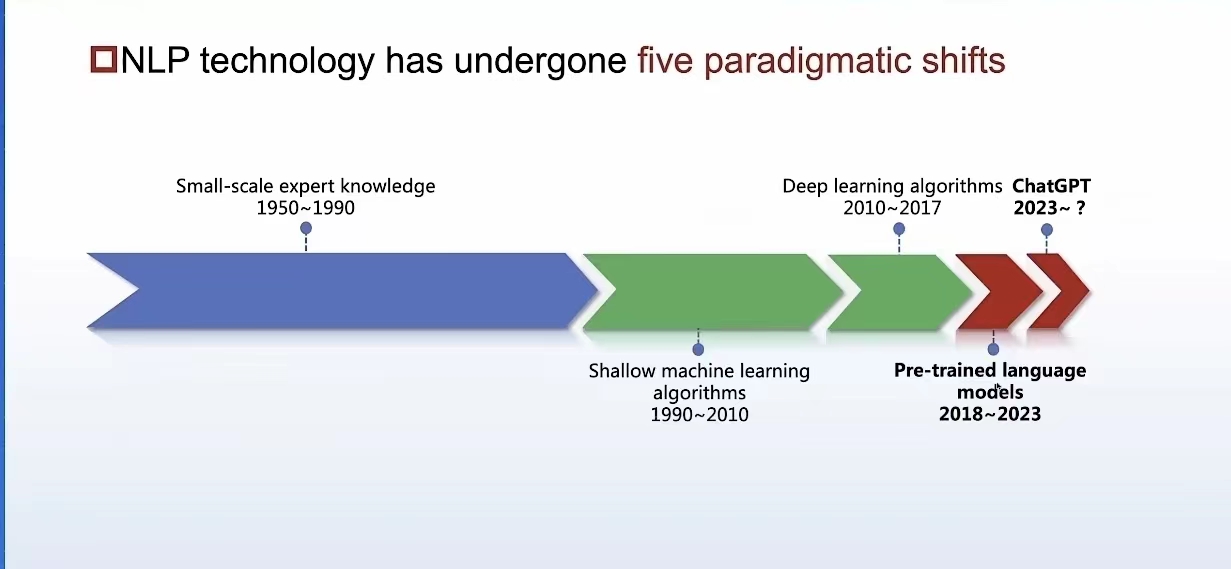 NLP technology has undergone five paradigmatic shifts
Small-scale expert knowledge
1950~1990
Deep learning algorithms
2010~2017
ChatGPT
2023~ ?
Shallow machine learning
algorithms
1990~2010
Pre-trained language
models
2018~2023